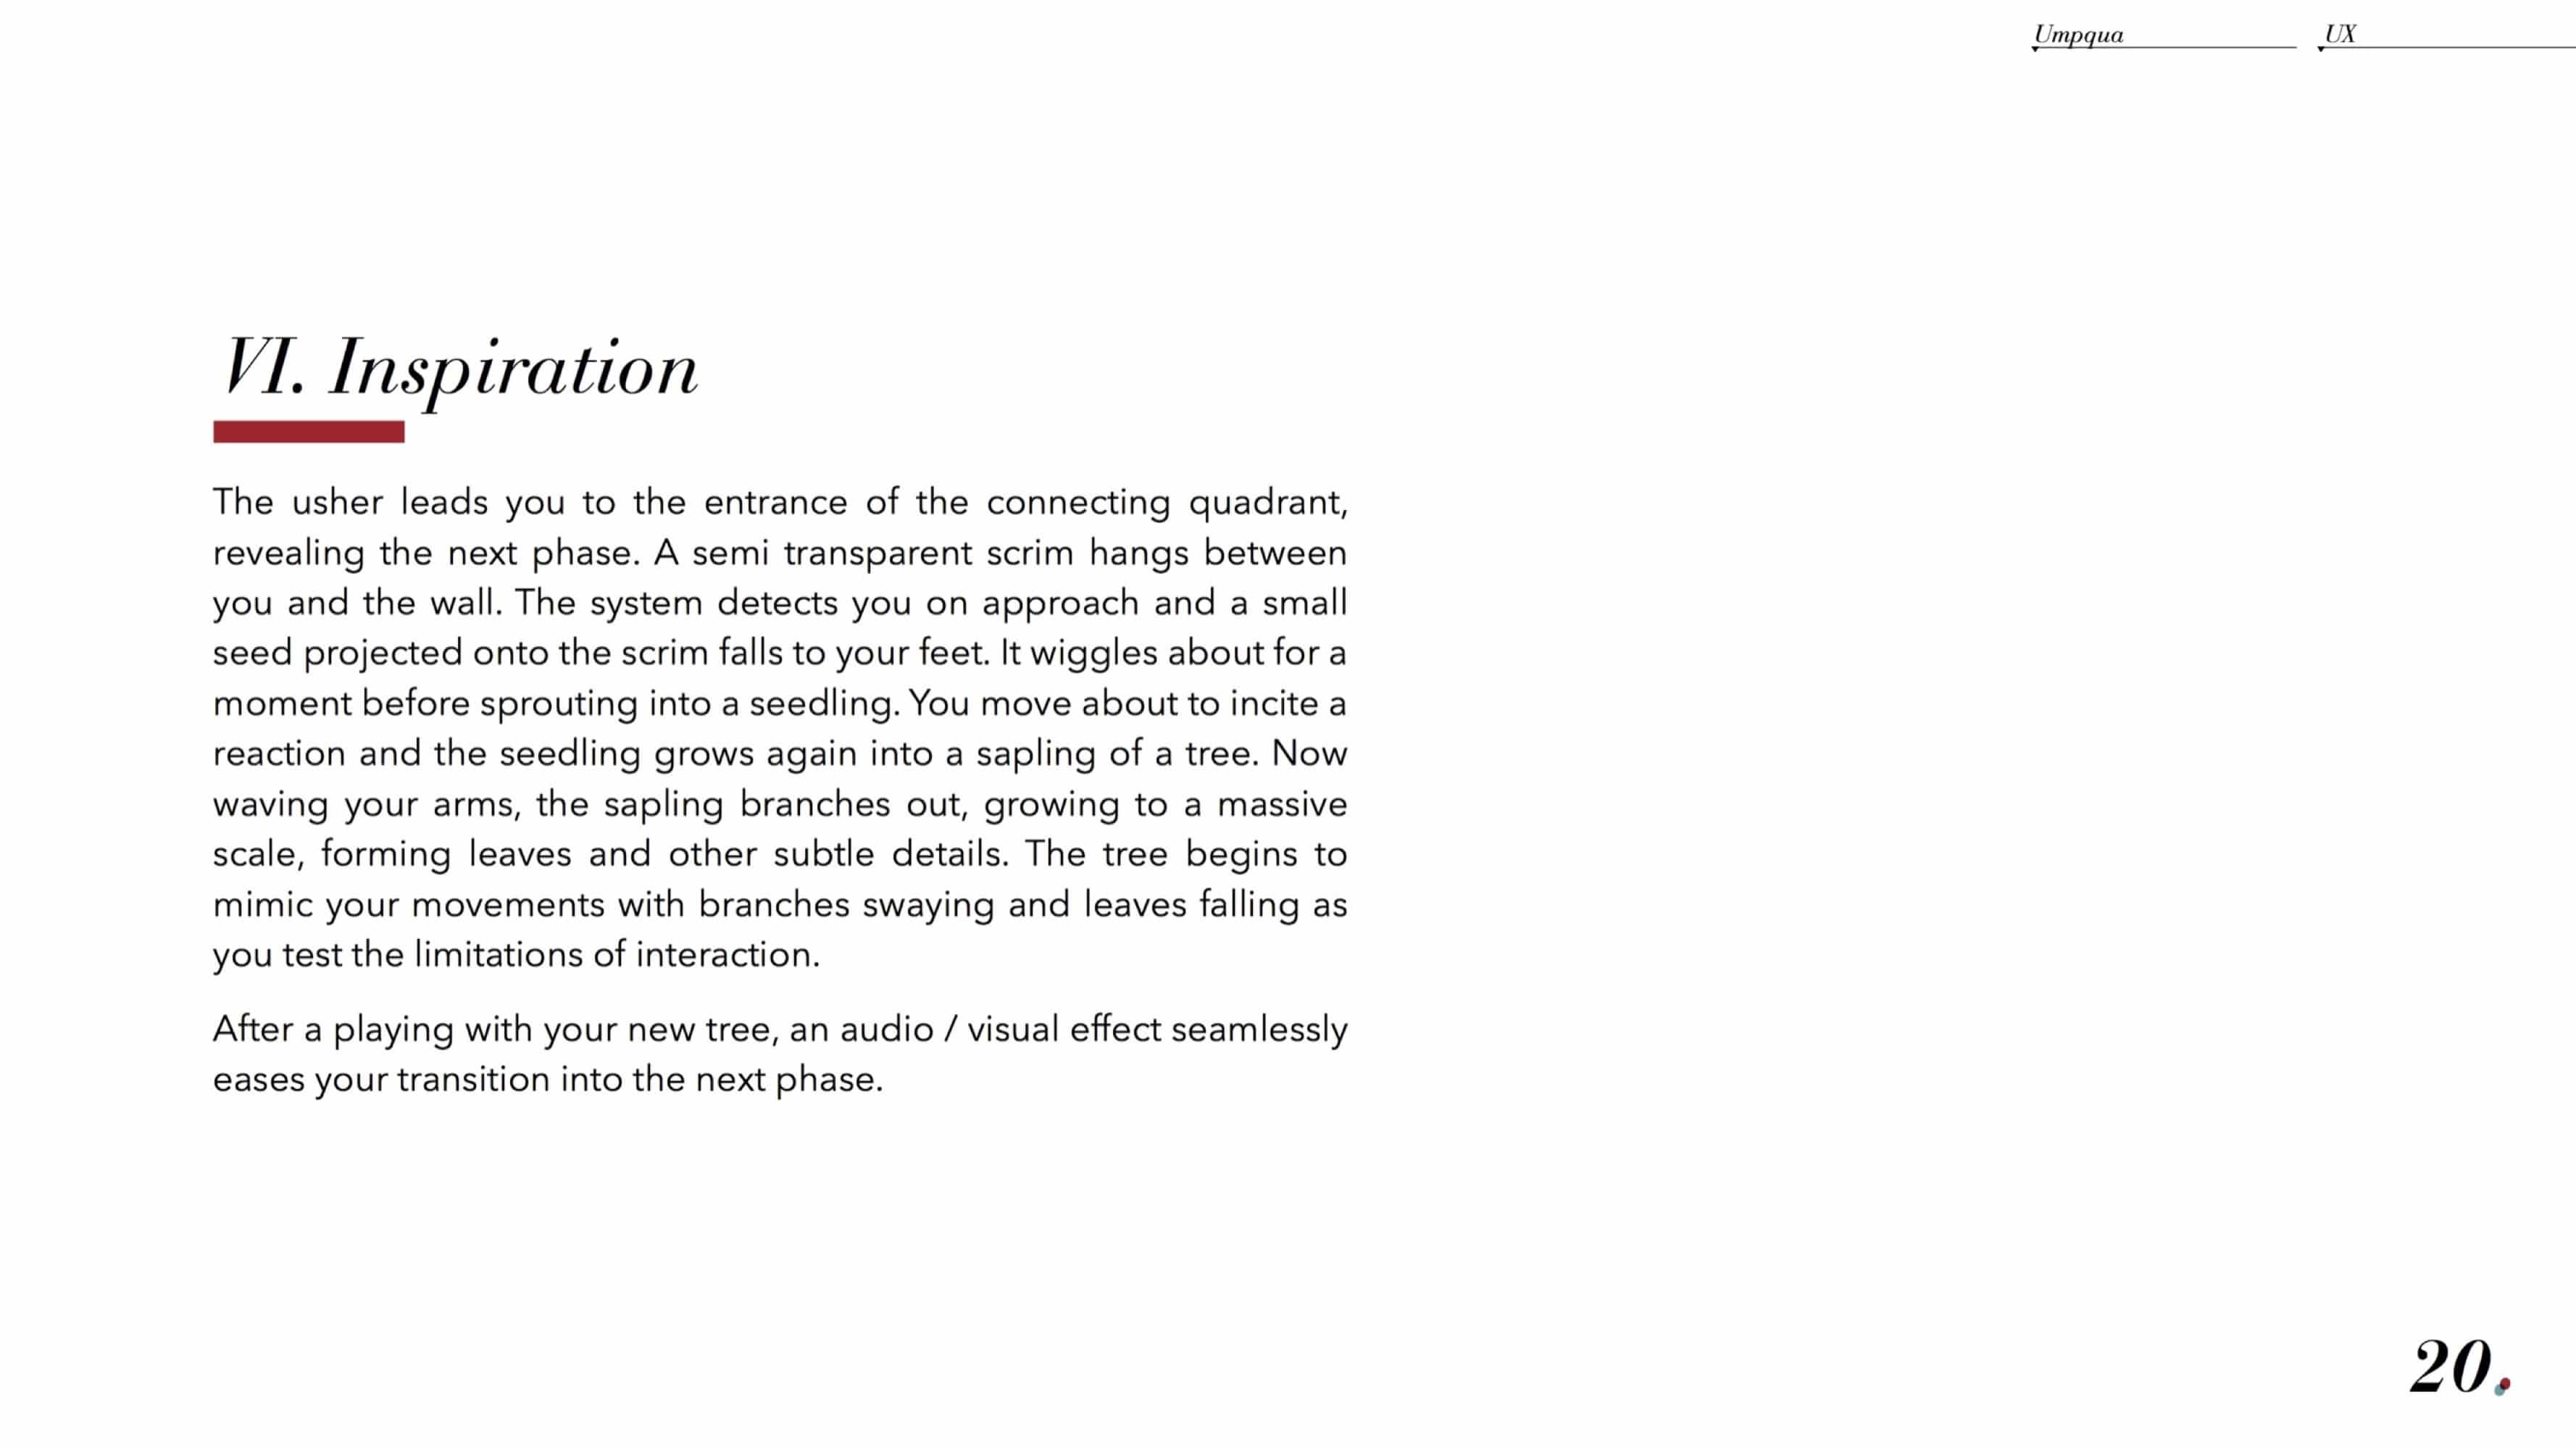 Umpqua
UX
VI. Inspiration
The usher leads you to the entrance of the connecting quadrant,
revealing the next phase. A semi transparent scrim hangs between
you and the wall. The system detects you on approach and a small
seed projected onto the scrim falls to your feet. It wiggles about for a
moment before sprouting into a seedling. You move about to incite a
reaction and the seedling grows again into a sapling of a tree. Now
waving your arms, the sapling branches out, growing to a massive
scale, forming leaves and other subtle details. The tree begins to
mimic your movements with branches swaying and leaves falling as
you test the limitations of interaction.
After a playing with your new tree, an audio / visual effect seamlessly
eases your transition into the next phase.
20.